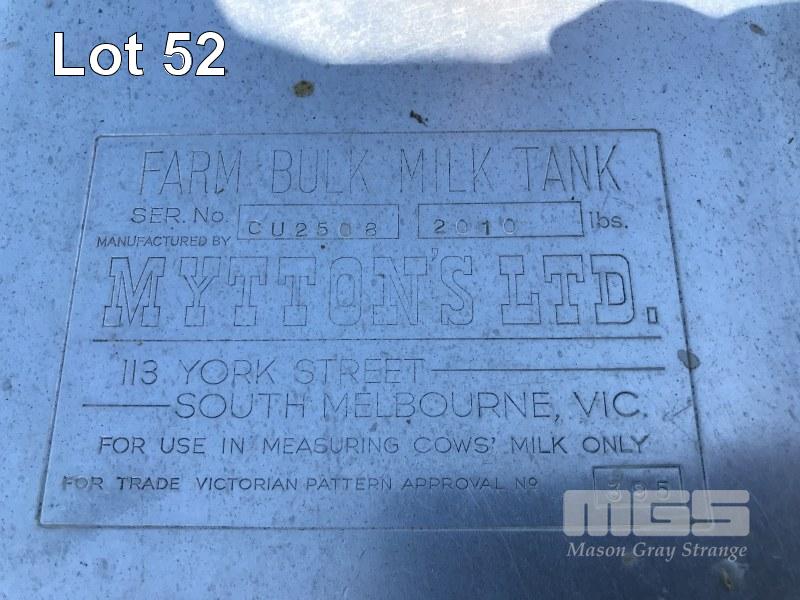 Lot 52
FARM BULK MILK TANK
SER. No. CU2508 2010 lbs.
MANUFACTURED BY
MYTTON'S LTD.
113 YORK STREET
SOUTH MELBOURNE, VIC.
FOR USE IN MEASURING COWS' MILK ONLY
FOR TRADE VICTORIAN PATTERN APPROVAL No 395
MGS
Mason Gray Strange